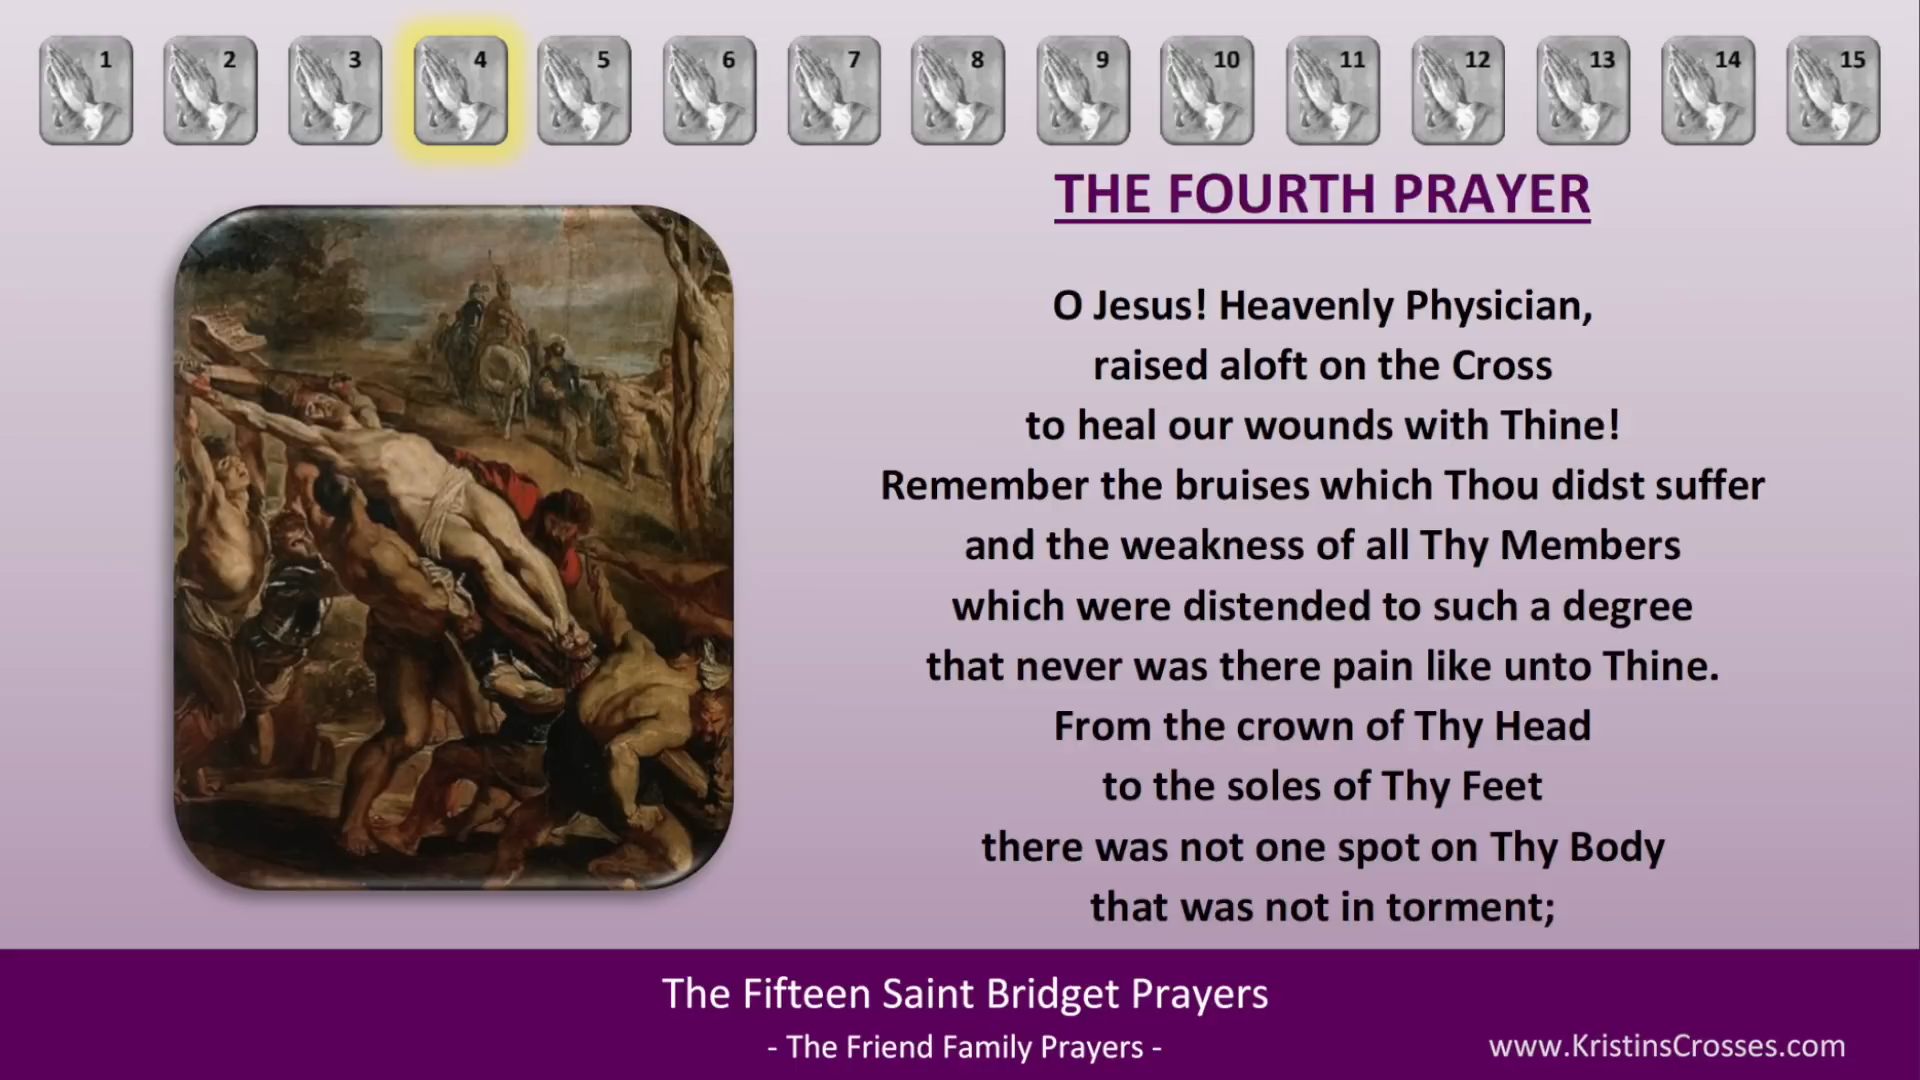 1 2 3 4 5 6 7 8 9 10 11 12 13 14 15
THE FOURTH PRAYER
O Jesus! Heavenly Physician,
raised aloft on the Cross
to heal our wounds with Thine!
Remember the bruises which Thou didst suffer
and the weakness of all Thy Members
which were distended to such a degree
that never was there pain like unto Thine.
From the crown of Thy Head
to the soles of Thy Feet
there was not one spot on Thy Body
that was not in torment;
The Fifteen Saint Bridget Prayers
- The Friend Family Prayers -
www.KristinsCrosses.com